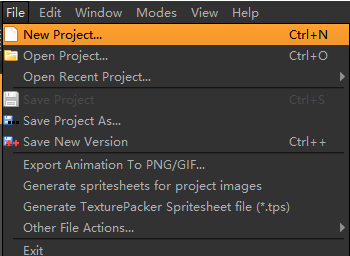 File Edit Window Modes View Help
New Project... Ctrl+N
Open Project... Ctrl+O
Open Recent Project...
Save Project Ctrl+S
Save Project As...
Save New Version Ctrl++
Export Animation To PNG/GIF...
Generate spritesheets for project images
Generate TexturePacker Spritesheet file (*.tps)
Other File Actions...
Exit